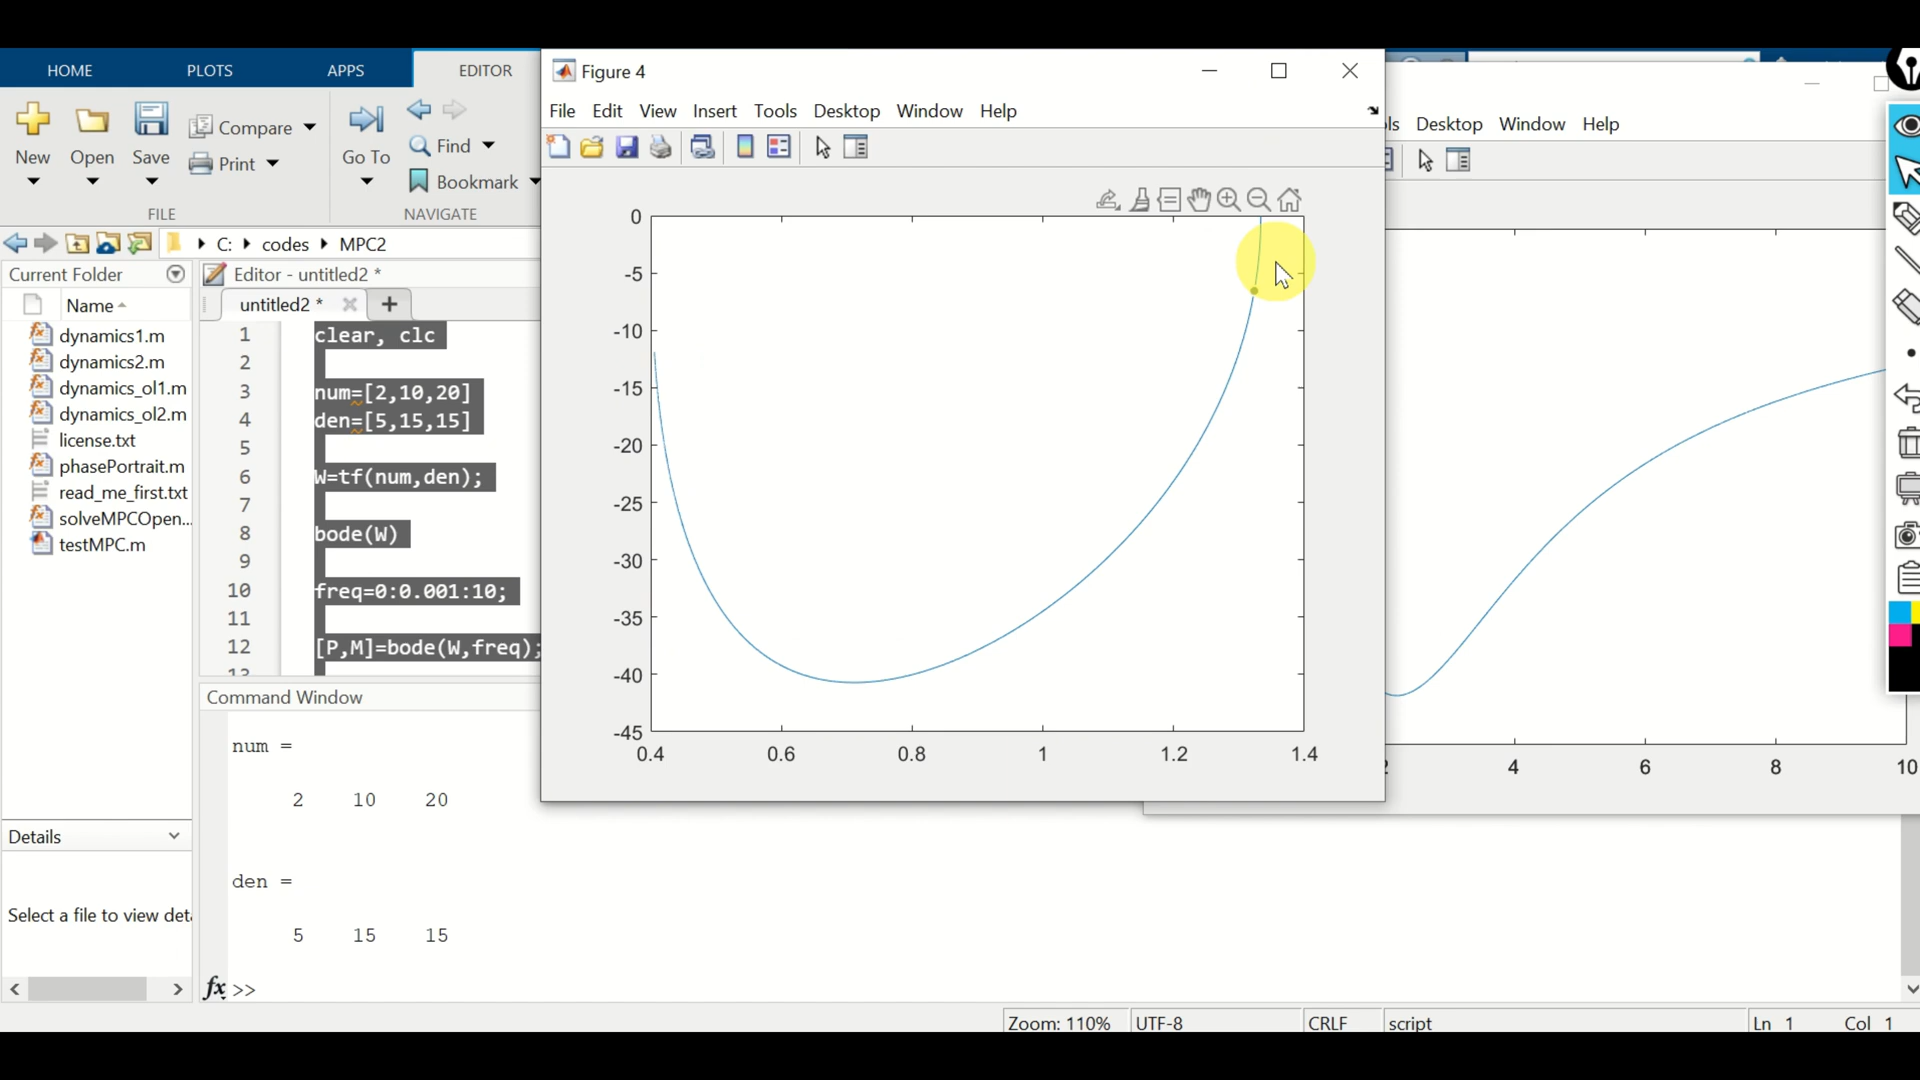 HOME PLOTS APPS EDITOR
New Open Save Compare Print
Go To Find Bookmark
FILE NAVIGATE
C: codes MPC2
Current Folder
Name
dynamics1.m
dynamics2.m
dynamics_ol1.m
dynamics_ol2.m
license.txt
phasePortrait.m
read_me_first.txt
solveMPCOpen...
testMPC.m
Details
Select a file to view deta
Editor - untitled2 *
untitled2 *
1 clear, clc
2
3 num=[2,10,20]
4 den=[5,15,15]
5
6 W=tf(num,den);
7
8 bode(W)
9
10 freq=0:0.001:10;
11
12 [P,M]=bode(W,freq);
13
Command Window
num =
2 10 20
den =
5 15 15
fx >>
Figure 4
File Edit View Insert Tools Desktop Window Help
0
-5
-10
-15
-20
-25
-30
-35
-40
-45
0.4 0.6 0.8 1 1.2 1.4
ls Desktop Window Help
2 4 6 8 10
Zoom: 110% UTF-8 CRLF script Ln 1 Col 1